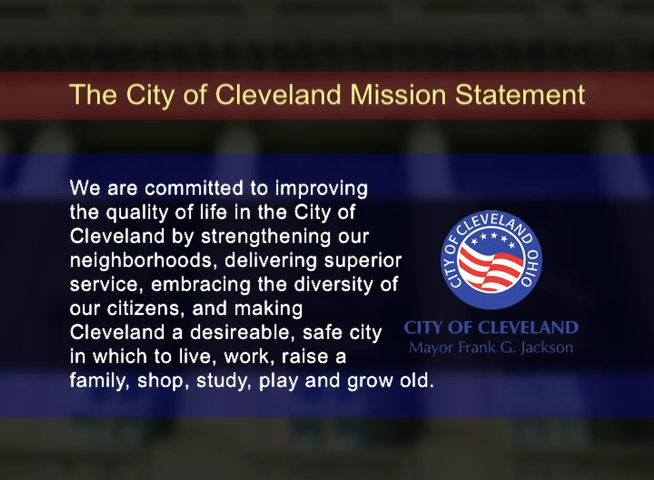 The City of Cleveland Mission Statement
We are committed to improving
the quality of life in the City of
Cleveland by strengthening our
neighborhoods, delivering superior
service, embracing the diversity of
our citizens, and making
Cleveland a desireable, safe city
in which to live, work, raise a
family, shop, study, play and grow old.
CITY OF CLEVELAND OHIO
CITY OF CLEVELAND
Mayor Frank G. Jackson